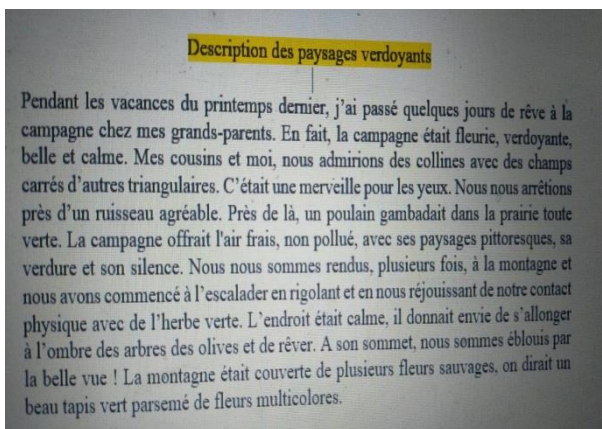 Description des paysages verdoyants
Pendant les vacances du printemps dernier, j'ai passé quelques jours de rêve à la
campagne chez mes grands-parents. En fait, la campagne était fleurie, verdoyante,
belle et calme. Mes cousins et moi, nous admirions des collines avec des champs
carrés d'autres triangulaires. C'était une merveille pour les yeux. Nous nous arrêtions
près d'un ruisseau agréable. Près de là, un poulain gambadait dans la prairie toute
verte. La campagne offrait l'air frais, non pollué, avec ses paysages pittoresques, sa
verdure et son silence. Nous nous sommes rendus, plusieurs fois, à la montagne et
nous avons commencé à l'escalader en rigolant et en nous réjouissant de notre contact
physique avec de l'herbe verte. L'endroit était calme, il donnait envie de s'allonger
à l'ombre des arbres des olives et de rêver. A son sommet, nous sommes éblouis par
la belle vue ! La montagne était couverte de plusieurs fleurs sauvages, on dirait un
beau tapis vert parsemé de fleurs multicolores.